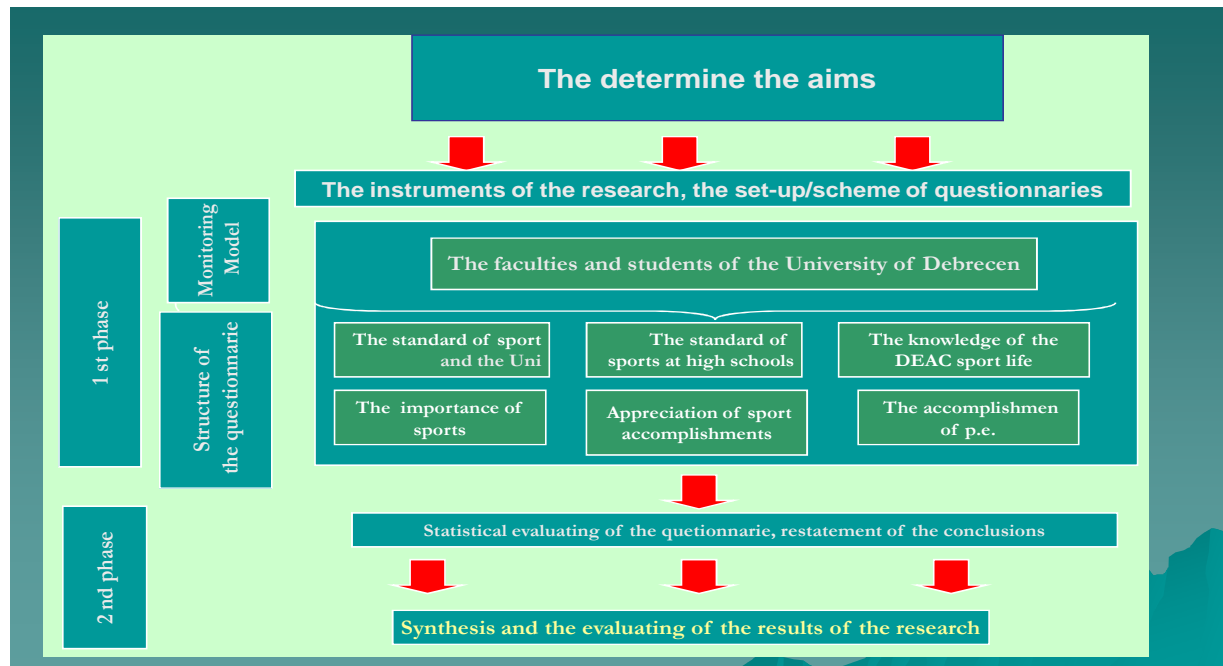 The determine the aims
The instruments of the research, the set-up/scheme of questionnaries
1 st phase
Monitoring
Model
The faculties and students of the University of Debrecen
Structure of
the questionnarie
The standard of sport
and the Uni
The standard of
sports at high schools
The knowledge of the
DEAC sport life
The importance of
sports
Appreciation of sport
accomplishments
The accomplishmen
of p.e.
2 nd phase
Statistical evaluating of the quetionnarie, restatement of the conclusions
Synthesis and the evaluating of the results of the research